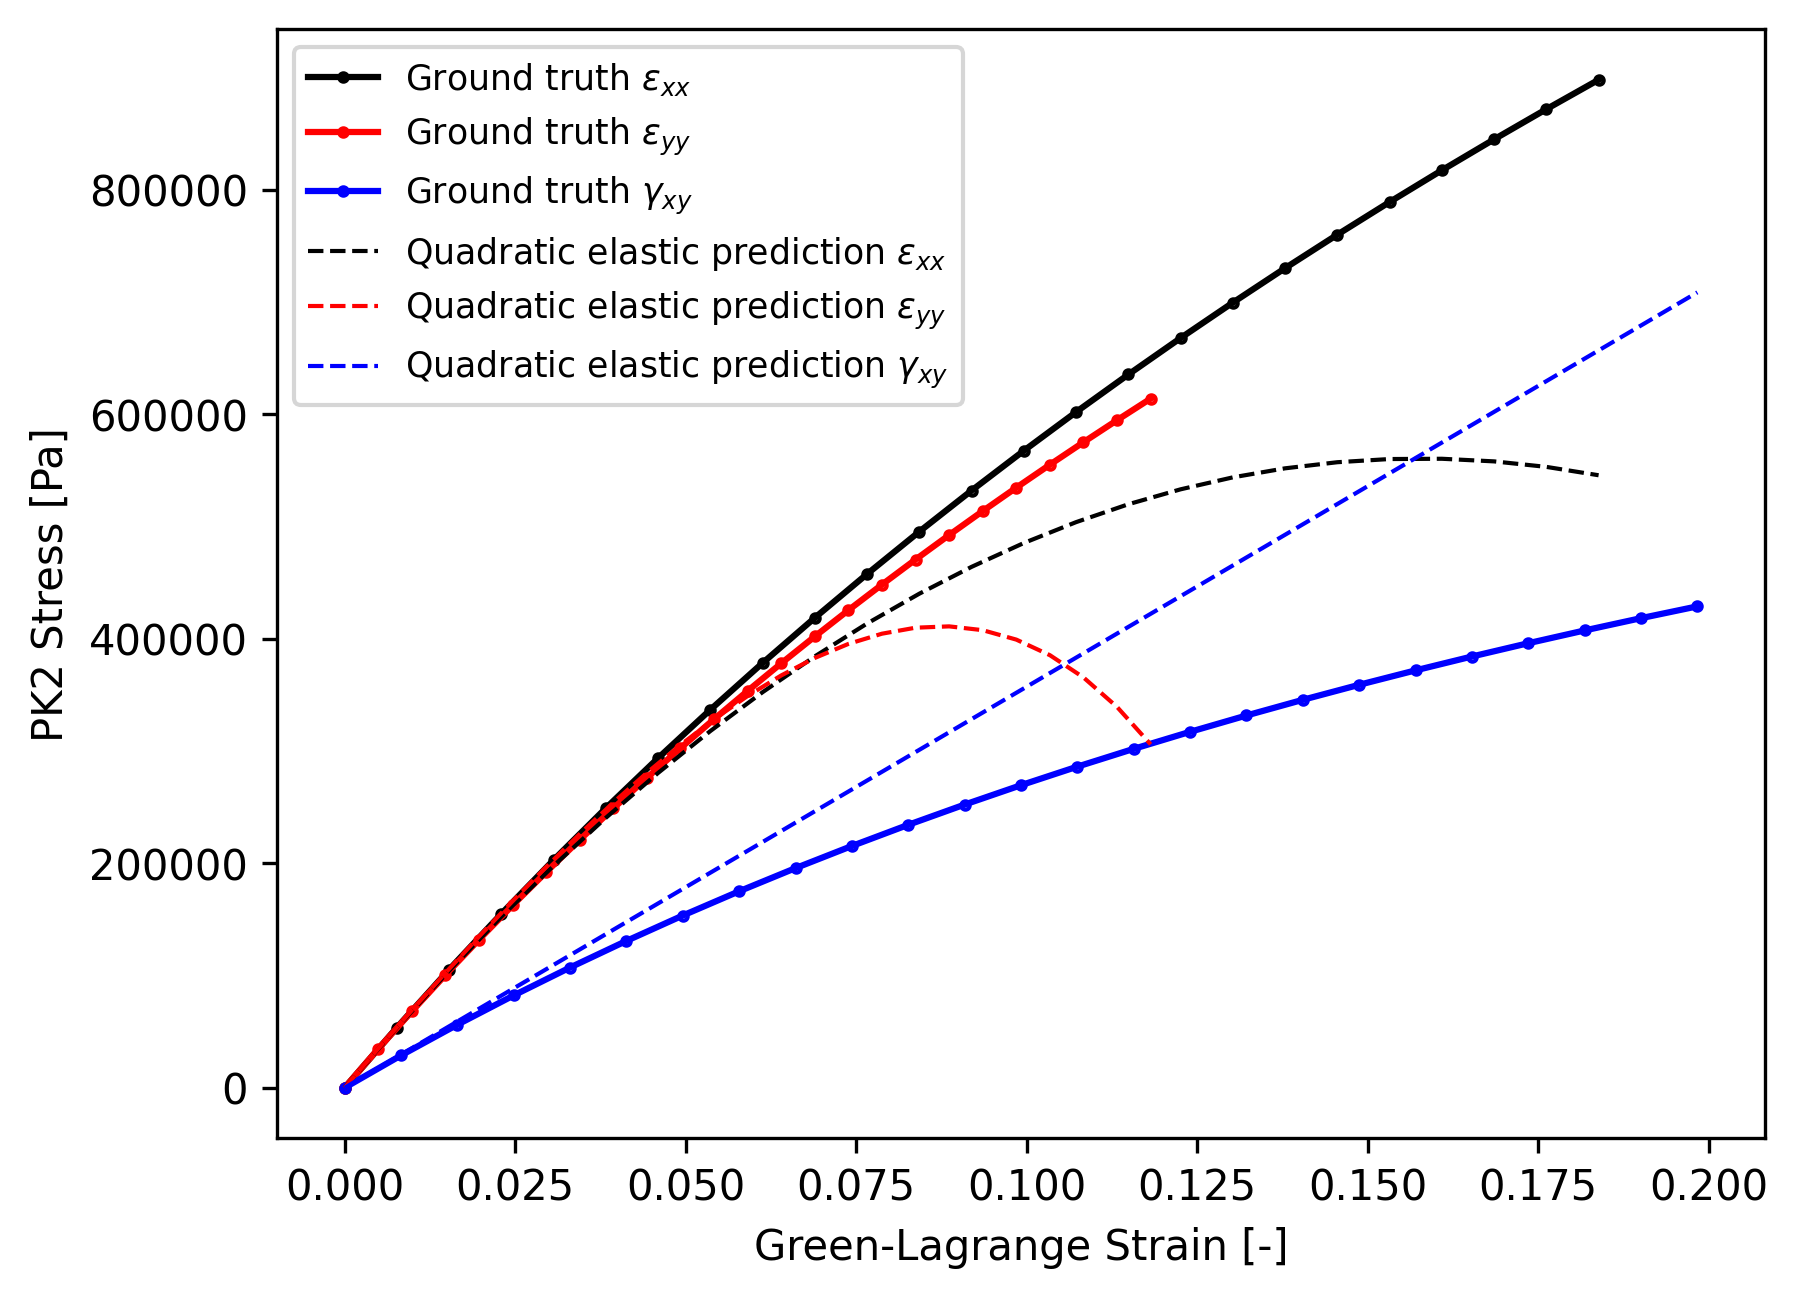 Ground truth εxx
Ground truth εyy
Ground truth γxy
Quadratic elastic prediction εxx
Quadratic elastic prediction εyy
Quadratic elastic prediction γxy
PK2 Stress [Pa]
800000
600000
400000
200000
0
0.000 0.025 0.050 0.075 0.100 0.125 0.150 0.175 0.200
Green-Lagrange Strain [-]